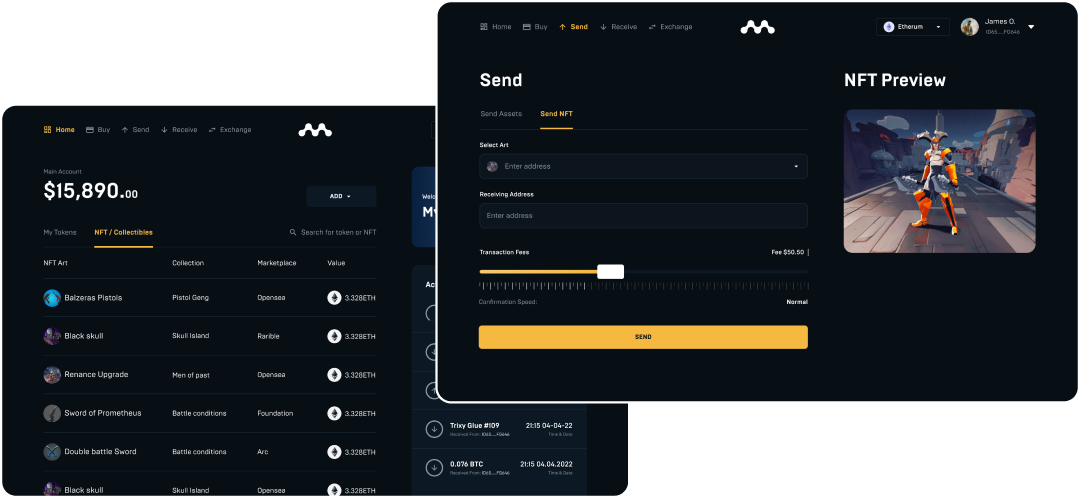 Home Buy Send Receive Exchange
Etherum
James O.
ID65....FG646
Send
NFT Preview
Send Assets Send NFT
Select Art
Enter address
Receiving Address
Enter address
Transaction Fees Fee $50.50
Confirmation Speed: Normal
SEND
Home Buy Send Receive Exchange
Main Account
$15,890.00
ADD
My Tokens NFT / Collectibles Search for token or NFT
NFT Art Collection Marketplace Value
Balzeras Pistols Pistol Geng Opensea 3.328ETH
Black skull Skull Island Rarible 3.328ETH
Renance Upgrade Men of past Opensea 3.328ETH
Sword of Prometheus Battle conditions Foundation 3.328ETH
Double battle Sword Battle conditions Arc 3.328ETH
Black skull Skull Island Opensea 3.328ETH
Trixy Glue #109 21:15 04-04-22
Received From: ID65....FG646 Time & Date
0.076 BTC 21:15 04.04.2022
Received From: ID65....FG646 Time & Date